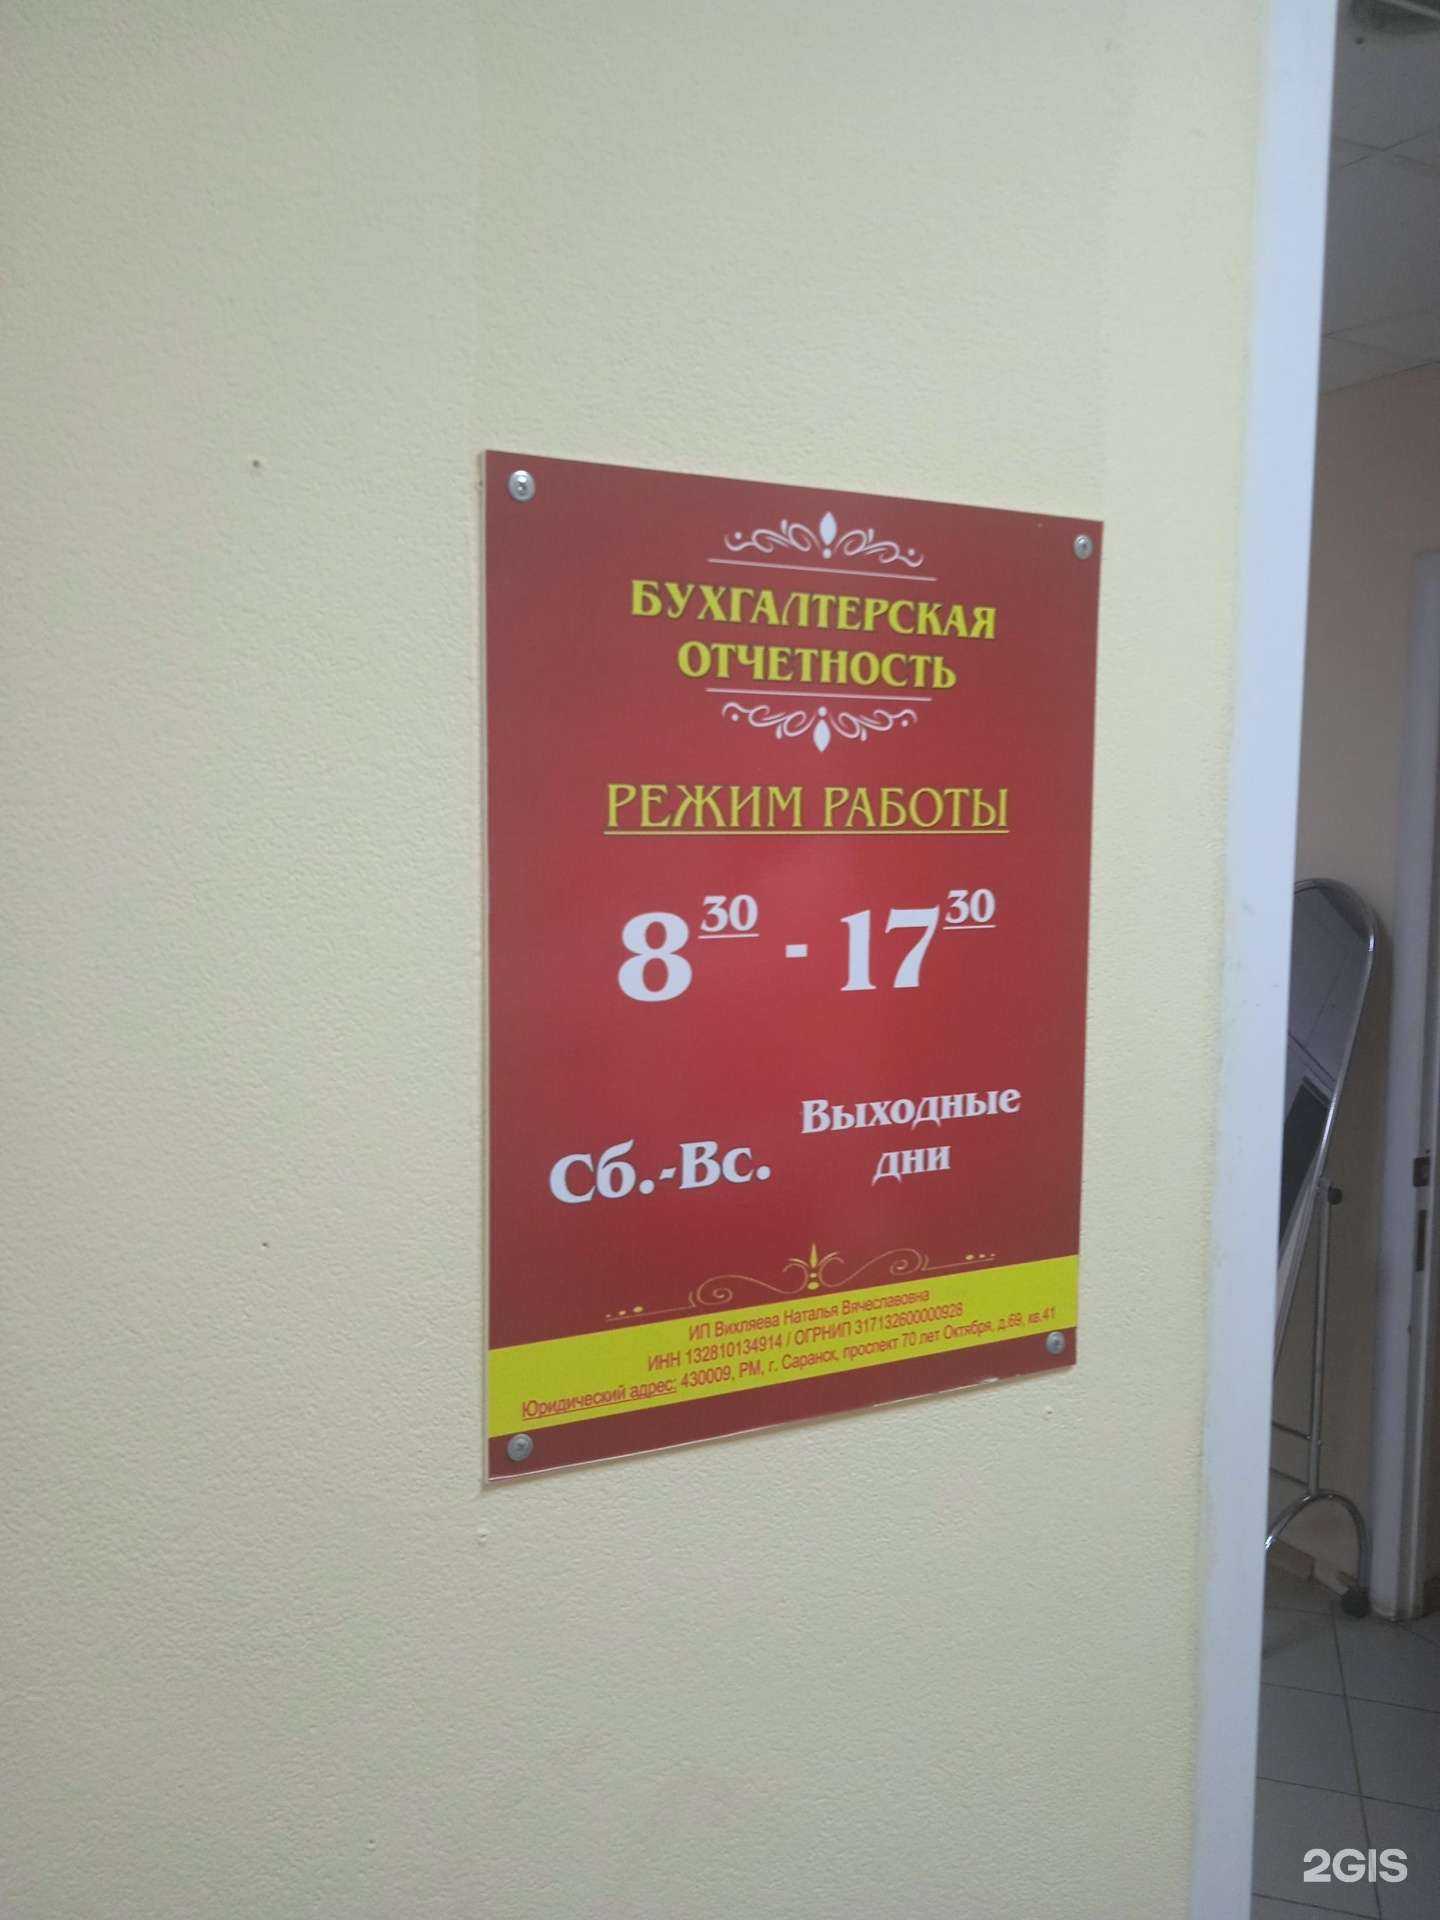 БУХГАЛТЕРСКАЯ
ОТЧЕТНОСТЬ
РЕЖИМ РАБОТЫ
8 30 - 17 30
Сб.-Вс. Выходные
дни
ИП Вихляева Наталья Вячеславовна
ИНН 132810134914 / ОГРНИП 317132600000928
Юридический адрес: 430009, РМ, г. Саранск, проспект 70 лет Октября, д.69, кв.41
2GIS